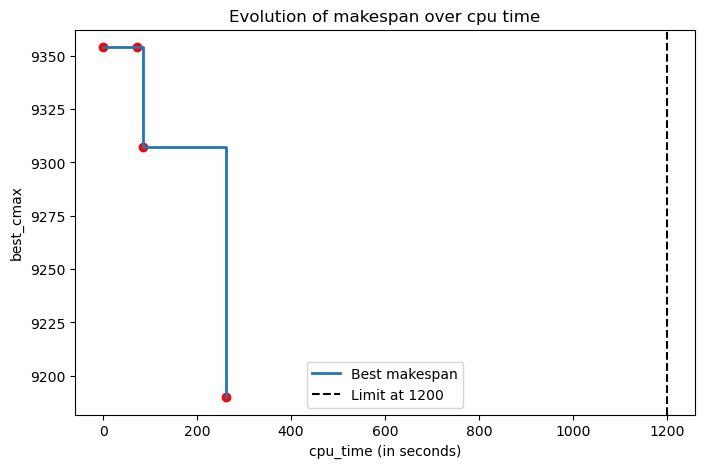 Evolution of makespan over cpu time
best_cmax
9350
9325
9300
9275
9250
9225
9200
Best makespan
Limit at 1200
0 200 400 600 800 1000 1200
cpu_time (in seconds)